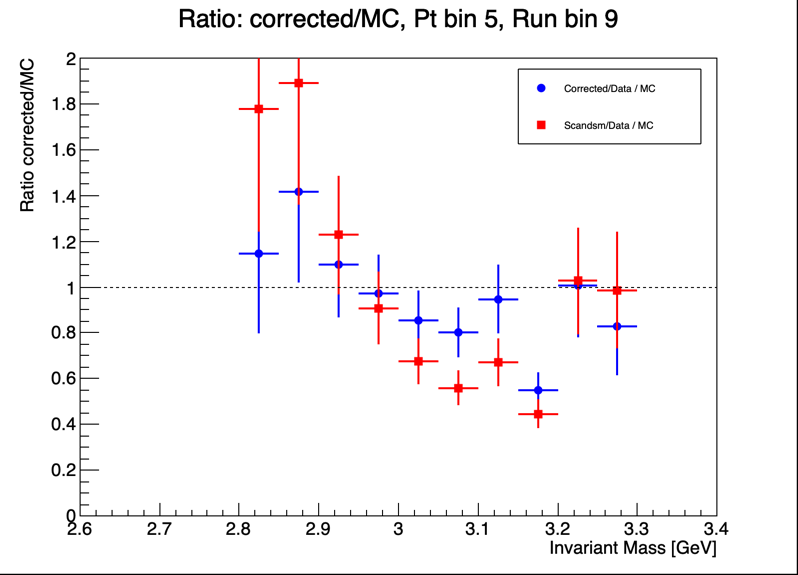 Ratio: corrected/MC, Pt bin 5, Run bin 9
Ratio corrected/MC
2
1.8
1.6
1.4
1.2
1
0.8
0.6
0.4
0.2
0
Corrected/Data / MC
Scandsm/Data / MC
2.6 2.7 2.8 2.9 3 3.1 3.2 3.3 3.4
Invariant Mass [GeV]